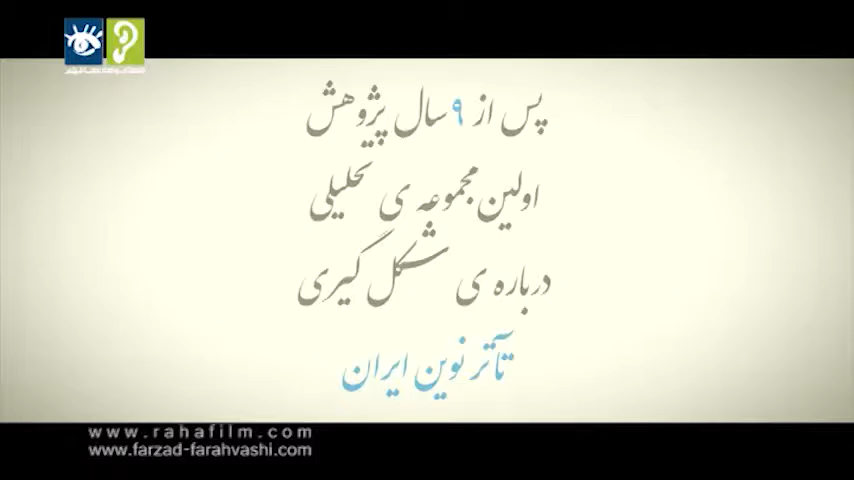 پس از ۹ سال پژوهش
اولین مجموعه ی تحلیلی
درباره ی شکل گیری
تآتر نوین ایران
www.rahafilm.com
www.farzad-farahvashi.com